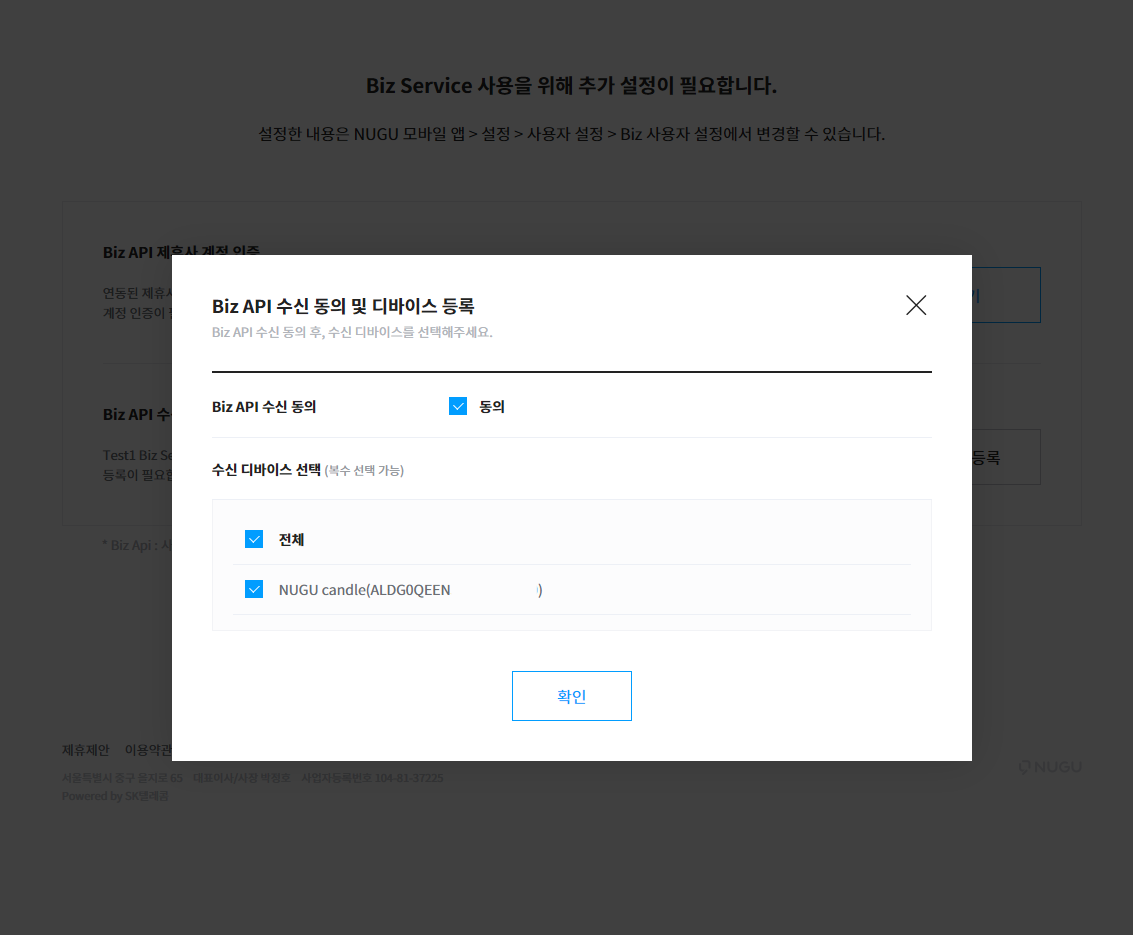 Biz Service 사용을 위해 추가 설정이 필요합니다.
설정한 내용은 NUGU 모바일 앱 > 설정 > 사용자 설정 > Biz 사용자 설정에서 변경할 수 있습니다.
Biz API 제휴사 계정 인증
연동된 제휴사
계정 인증이
Biz API 수신 동의 및 디바이스 등록
Biz API 수신 동의 후, 수신 디바이스를 선택해주세요.
Biz API 수신 동의
동의
Biz API 수
Test1 Biz Se
등록이 필요합
등록
수신 디바이스 선택 (복수 선택 가능)
전체
* Biz Api : 사
NUGU candle(ALDG0QEEN )
확인
제휴제안 이용약관
서울특별시 중구 을지로 65 대표이사/사장 박정호 사업자등록번호 104-81-37225
Powered by SK텔레콤
NUGU